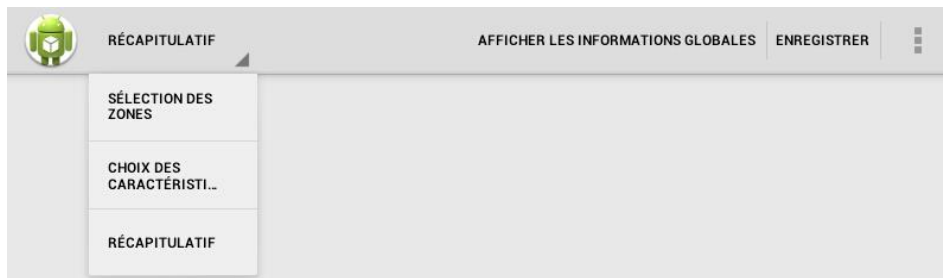 RÉCAPITULATIF
AFFICHER LES INFORMATIONS GLOBALES
ENREGISTRER
SÉLECTION DES
ZONES
CHOIX DES
CARACTÉRISTI...
RÉCAPITULATIF